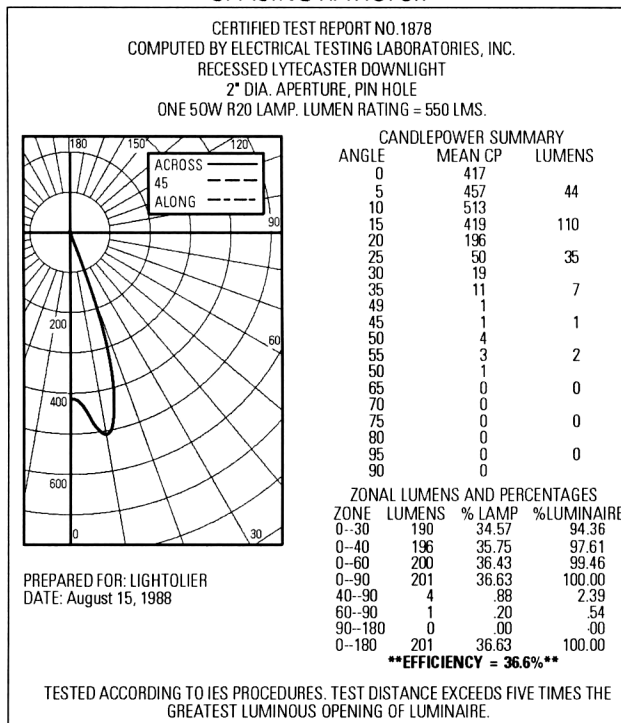 CERTIFIED TEST REPORT NO.1878
COMPUTED BY ELECTRICAL TESTING LABORATORIES, INC.
RECESSED LYTECASTER DOWNLIGHT
2" DIA. APERTURE, PIN HOLE
ONE 50W R20 LAMP. LUMEN RATING = 550 LMS.
180 150° 120
ACROSS
45
ALONG
90
200
60
400
600
0 30
PREPARED FOR: LIGHTOLIER
DATE: August 15, 1988
CANDLEPOWER SUMMARY
ANGLE MEAN CP LUMENS
0 417
5 457 44
10 513
15 419 110
20 196
25 50 35
30 19
35 11 7
49 1
45 1 1
50 4
55 3 2
50 1
65 0 0
70 0
75 0 0
80 0
95 0 0
90 0
ZONAL LUMENS AND PERCENTAGES
ZONE LUMENS % LAMP %LUMINAIRE
0--30 190 34.57 94.36
0--40 196 35.75 97.61
0--60 200 36.43 99.46
0--90 201 36.63 100.00
40--90 4 .88 2.39
60--90 1 .20 .54
90--180 0 .00 .00
0--180 201 36.63 100.00
**EFFICIENCY = 36.6%**
TESTED ACCORDING TO IES PROCEDURES. TEST DISTANCE EXCEEDS FIVE TIMES THE
GREATEST LUMINOUS OPENING OF LUMINAIRE.